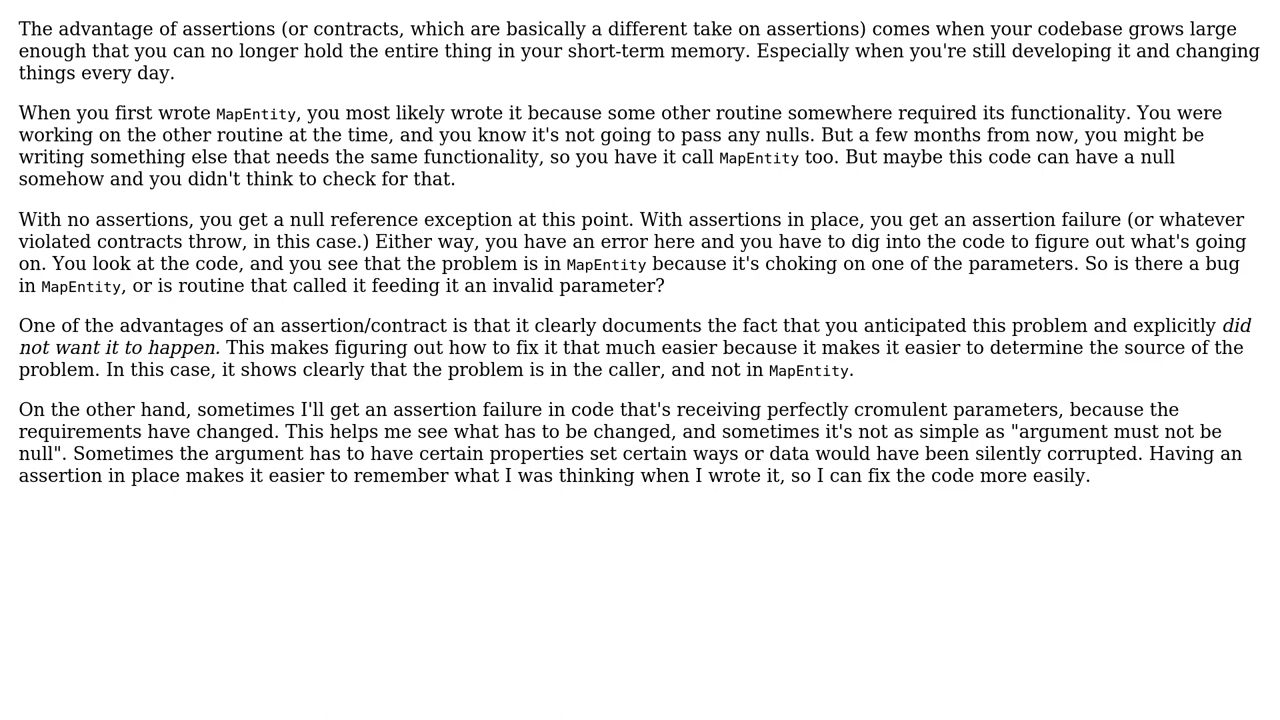 The advantage of assertions (or contracts, which are basically a different take on assertions) comes when your codebase grows large
enough that you can no longer hold the entire thing in your short-term memory. Especially when you're still developing it and changing
things every day.
When you first wrote MapEntity, you most likely wrote it because some other routine somewhere required its functionality. You were
working on the other routine at the time, and you know it's not going to pass any nulls. But a few months from now, you might be
writing something else that needs the same functionality, so you have it call MapEntity too. But maybe this code can have a null
somehow and you didn't think to check for that.
With no assertions, you get a null reference exception at this point. With assertions in place, you get an assertion failure (or whatever
violated contracts throw, in this case.) Either way, you have an error here and you have to dig into the code to figure out what's going
on. You look at the code, and you see that the problem is in MapEntity because it's choking on one of the parameters. So is there a bug
in MapEntity, or is routine that called it feeding it an invalid parameter?
One of the advantages of an assertion/contract is that it clearly documents the fact that you anticipated this problem and explicitly did
not want it to happen. This makes figuring out how to fix it that much easier because it makes it easier to determine the source of the
problem. In this case, it shows clearly that the problem is in the caller, and not in MapEntity.
On the other hand, sometimes I'll get an assertion failure in code that's receiving perfectly cromulent parameters, because the
requirements have changed. This helps me see what has to be changed, and sometimes it's not as simple as "argument must not be
null". Sometimes the argument has to have certain properties set certain ways or data would have been silently corrupted. Having an
assertion in place makes it easier to remember what I was thinking when I wrote it, so I can fix the code more easily.